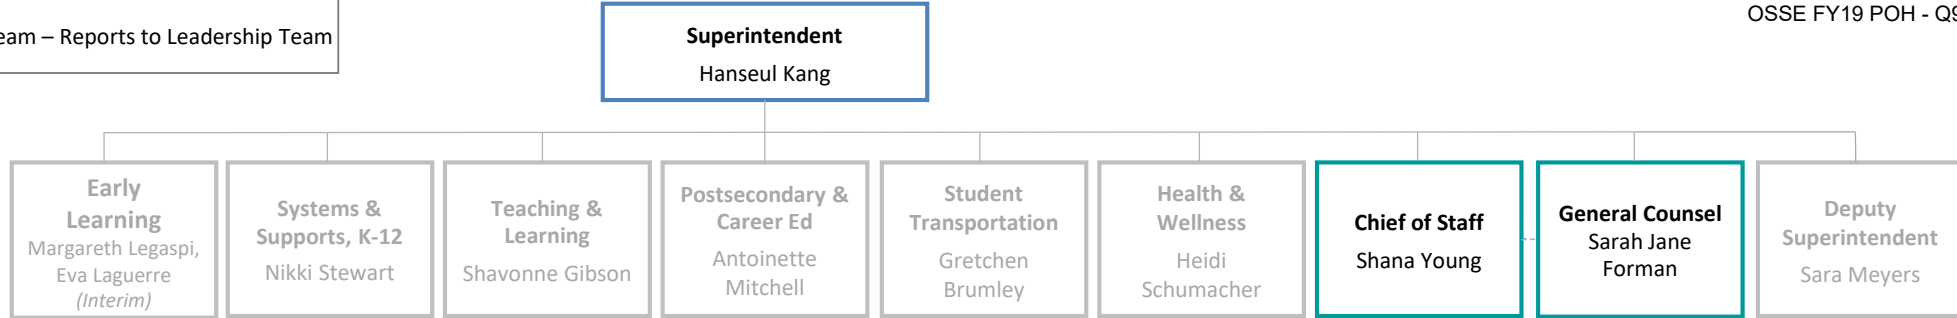 – Reports to Leadership Team
OSSE FY19 POH - Q9
Superintendent
Hanseul Kang
Early
Learning
Margareth Legaspi,
Eva Laguerre
(Interim)
Systems &
Supports, K-12
Nikki Stewart
Teaching &
Learning
Shavonne Gibson
Postsecondary &
Career Ed
Antoinette
Mitchell
Student
Transportation
Gretchen
Brumley
Health &
Wellness
Heidi
Schumacher
Chief of Staff
Shana Young
General Counsel
Sarah Jane
Forman
Deputy
Superintendent
Sara Meyers